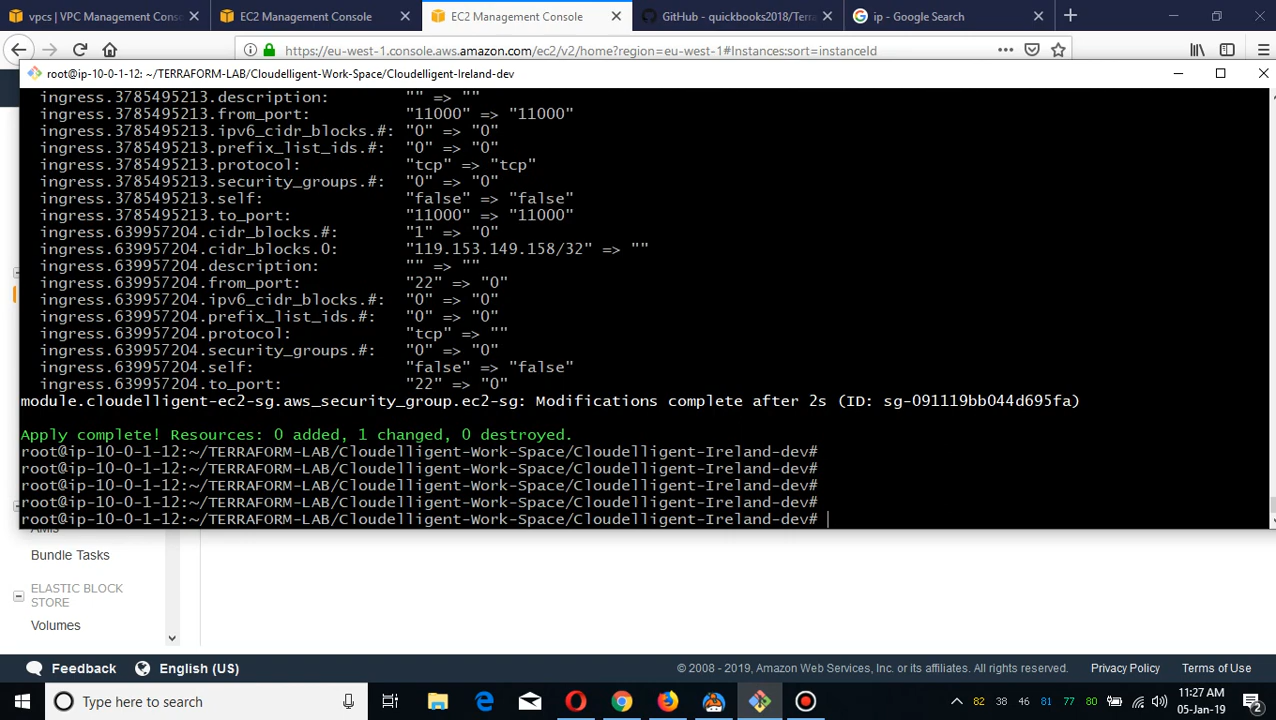 vpcs | VPC Management Cons
EC2 Management Console
EC2 Management Console
GitHub - quickbooks2018/Terra
ip - Google Search
https://eu-west-1.console.aws.amazon.com/ec2/v2/home?region=eu-west-1#Instances:sort=instanceId
root@ip-10-0-1-12: ~/TERRAFORM-LAB/Cloudelligent-Work-Space/Cloudelligent-Ireland-dev
ingress.3785495213.description: "" => ""
ingress.3785495213.from_port: "11000" => "11000"
ingress.3785495213.ipv6_cidr_blocks.#: "0" => "0"
ingress.3785495213.prefix_list_ids.#: "0" => "0"
ingress.3785495213.protocol: "tcp" => "tcp"
ingress.3785495213.security_groups.#: "0" => "0"
ingress.3785495213.self: "false" => "false"
ingress.3785495213.to_port: "11000" => "11000"
ingress.639957204.cidr_blocks.#: "1" => "0"
ingress.639957204.cidr_blocks.0: "119.153.149.158/32" => ""
ingress.639957204.description: "" => ""
ingress.639957204.from_port: "22" => "0"
ingress.639957204.ipv6_cidr_blocks.#: "0" => "0"
ingress.639957204.prefix_list_ids.#: "0" => "0"
ingress.639957204.protocol: "tcp" => ""
ingress.639957204.security_groups.#: "0" => "0"
ingress.639957204.self: "false" => "false"
ingress.639957204.to_port: "22" => "0"
module.cloudelligent-ec2-sg.aws_security_group.ec2-sg: Modifications complete after 2s (ID: sg-091119bb044d695fa)
Apply complete! Resources: 0 added, 1 changed, 0 destroyed.
root@ip-10-0-1-12:~/TERRAFORM-LAB/Cloudelligent-Work-Space/Cloudelligent-Ireland-dev#
root@ip-10-0-1-12:~/TERRAFORM-LAB/Cloudelligent-Work-Space/Cloudelligent-Ireland-dev#
root@ip-10-0-1-12:~/TERRAFORM-LAB/Cloudelligent-Work-Space/Cloudelligent-Ireland-dev#
root@ip-10-0-1-12:~/TERRAFORM-LAB/Cloudelligent-Work-Space/Cloudelligent-Ireland-dev#
root@ip-10-0-1-12:~/TERRAFORM-LAB/Cloudelligent-Work-Space/Cloudelligent-Ireland-dev#
Bundle Tasks
ELASTIC BLOCK
STORE
Volumes
Feedback
English (US)
© 2008 - 2019, Amazon Web Services, Inc. or its affiliates. All rights reserved.
Privacy Policy
Terms of Use
Type here to search
82 38 46 81 77 80
11:27 AM
05-Jan-19
2